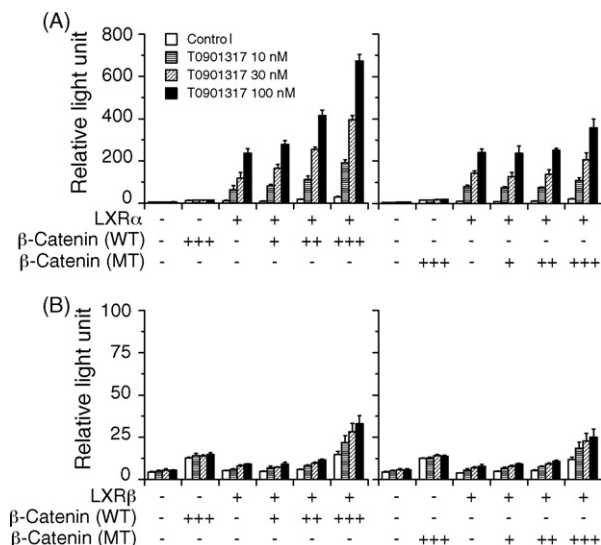 (A)
Relative light unit
800
600
400
200
0
Control
T0901317 10 nM
T0901317 30 nM
T0901317 100 nM
LXRα - - + + + + - - + + + +
β-Catenin (WT) - +++ - + ++ +++ - - - - - -
β-Catenin (MT) - - - - - - - +++ - + ++ +++
(B)
Relative light unit
100
75
50
25
0
LXRβ - - + + + + - - + + + +
β-Catenin (WT) - +++ - + ++ +++ - - - - - -
β-Catenin (MT) - - - - - - - +++ - + ++ +++